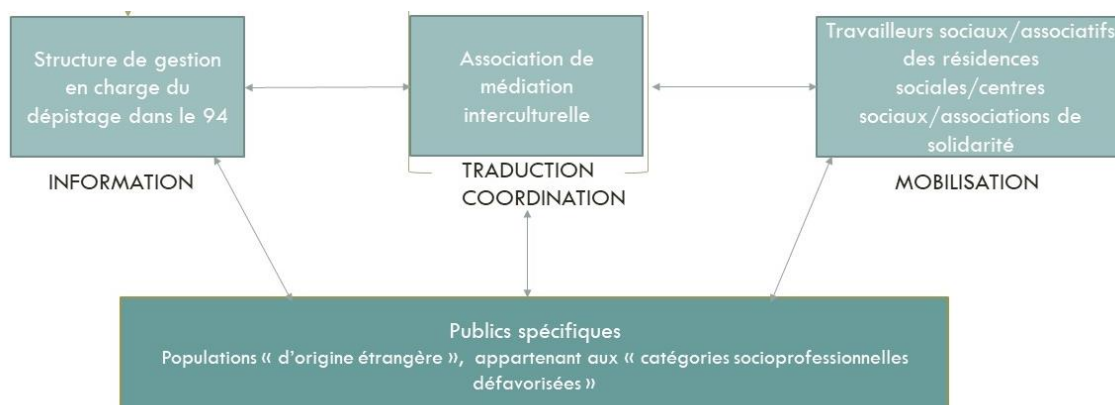 Structure de gestion
en charge du
dépistage dans le 94
INFORMATION
Association de
médiation
interculturelle
TRADUCTION
COORDINATION
Travailleurs sociaux/associatifs
des résidences
sociales/centres
sociaux/associations de
solidarité
MOBILISATION
Publics spécifiques
Populations « d'origine étrangère », appartenant aux « catégories socioprofessionnelles
défavorisées »